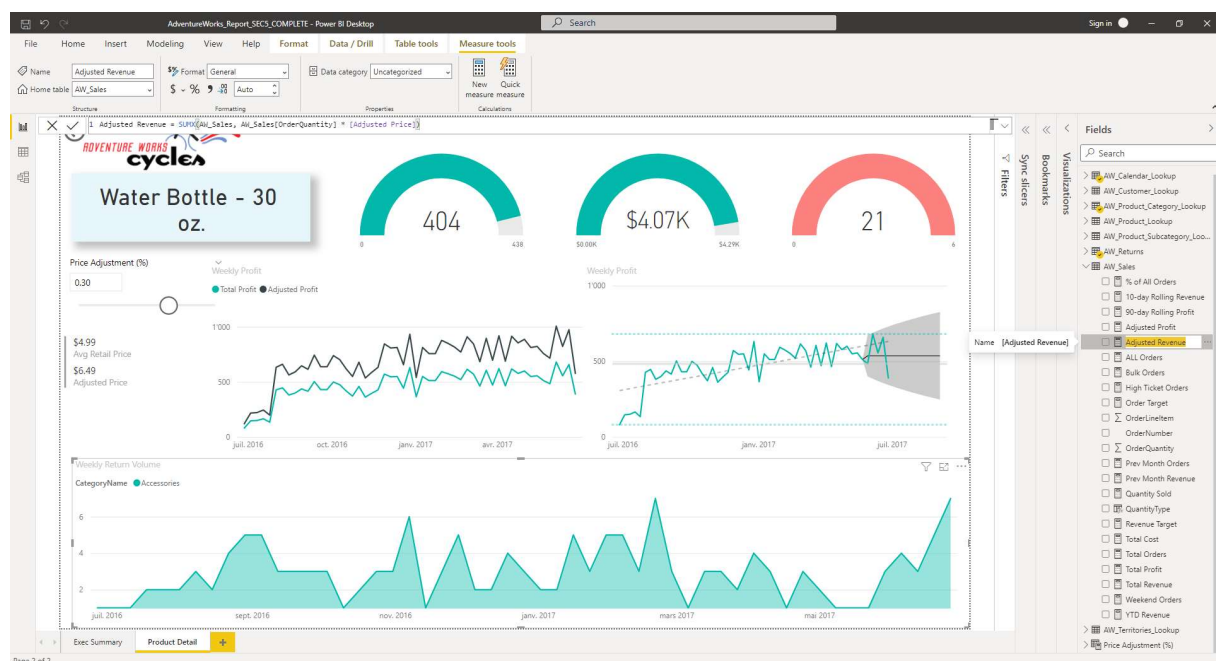 AdventureWorks_Report_SEC5_COMPLETE - Power BI Desktop
Search
Sign in
File Home Insert Modeling View Help Format Data / Drill Table tools Measure tools
Name Adjusted Revenue
Home table AW_Sales
Structure
$% Format General
$ % 9 Auto
Formatting
Data category Uncategorized
Properties
New measure
Quick measure
Calculations
1 Adjusted Revenue = SUMX(AW_Sales, AW_Sales[OrderQuantity] * [Adjusted Price])
ADVENTURE WORKS
cycles
Water Bottle - 30
oz.
404
0 438
$4.07K
$0.00K $4.29K
21
0 6
Price Adjustment (%)
0.30
$4.99
Avg Retail Price
$6.49
Adjusted Price
Weekly Profit
Total Profit Adjusted Profit
1'000
500
0
juil. 2016 oct. 2016 janv. 2017 avr. 2017
Weekly Profit
1'000
500
0
juil. 2016 janv. 2017 juil. 2017
Weekly Return Volume
CategoryName Accessories
6
4
2
juil. 2016 sept. 2016 nov. 2016 janv. 2017 mars 2017 mai 2017
Exec Summary Product Detail +
Page 2 of 2
Filters
Sync slicers
Bookmarks
Visualizations
Fields
Search
AW_Calendar_Lookup
AW_Customer_Lookup
AW_Product_Category_Lookup
AW_Product_Lookup
AW_Product_Subcategory_Loo...
AW_Returns
AW_Sales
% of All Orders
10-day Rolling Revenue
90-day Rolling Profit
Adjusted Profit
Adjusted Revenue
Name [Adjusted Revenue]
ALL Orders
Bulk Orders
High Ticket Orders
Order Target
OrderLineItem
OrderNumber
OrderQuantity
Prev Month Orders
Prev Month Revenue
Quantity Sold
QuantityType
Revenue Target
Total Cost
Total Orders
Total Profit
Total Revenue
Weekend Orders
YTD Revenue
AW_Territories_Lookup
Price Adjustment (%)